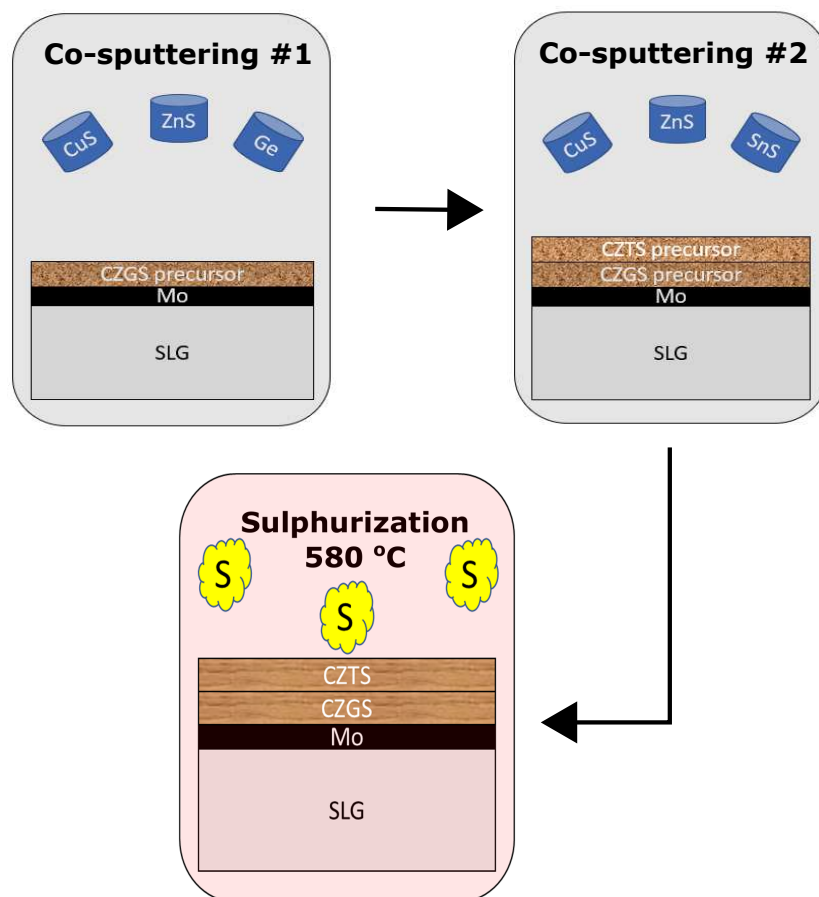 Co-sputtering #1
CuS
ZnS
Ge
CZGS precursor
Mo
SLG
Co-sputtering #2
CuS
ZnS
SnS
CZTS precursor
CZGS precursor
Mo
SLG
Sulphurization
580 ºC
S
S
S
CZTS
CZGS
Mo
SLG